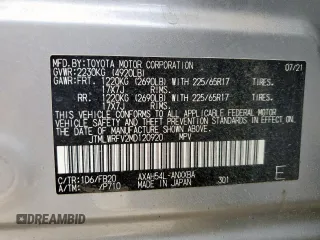 MFD.BY:TOYOTA MOTOR CORPORATION 07/21
GVWR:2230KG (4920LB)
GAWR:FRT. 1220KG (2690LB) WITH 225/65R17 TIRES,
17X7J RIMS,
RR. 1220KG (2690LB) WITH 225/65R17 TIRES,
17X7J RIMS,
THIS VEHICLE CONFORMS TO ALL APPLICABLE FEDERAL MOTOR
VEHICLE SAFETY AND THEFT PREVENTION STANDARDS IN EFFECT ON
THE DATE OF MANUFACTURE SHOWN ABOVE.
JTMLWRFV2MD120920 MPV
C/TR:1D6/FB20 AXAH54L-ANXXBA
A/TM: /P710 MADE IN JAPAN 301 E